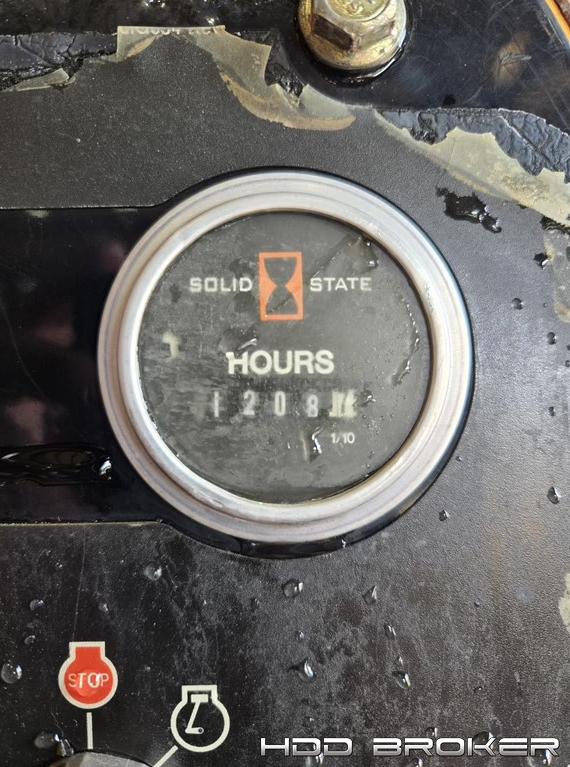 SOLID STATE
HOURS
1208
1/10
STOP
HDD BROKER